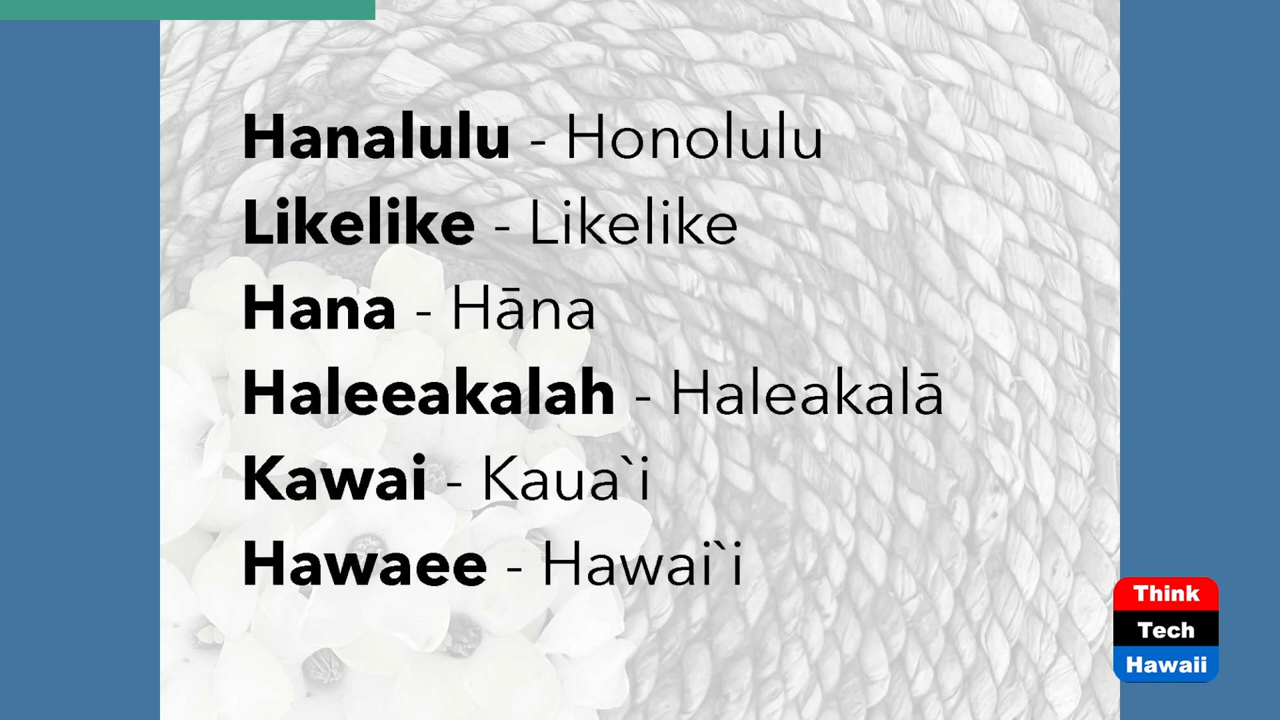 Hanalulu - Honolulu
Likelike - Likelike
Hana - Hāna
Haleeakalah - Haleakalā
Kawai - Kaua`i
Hawaee - Hawai`i
Think
Tech
Hawaii